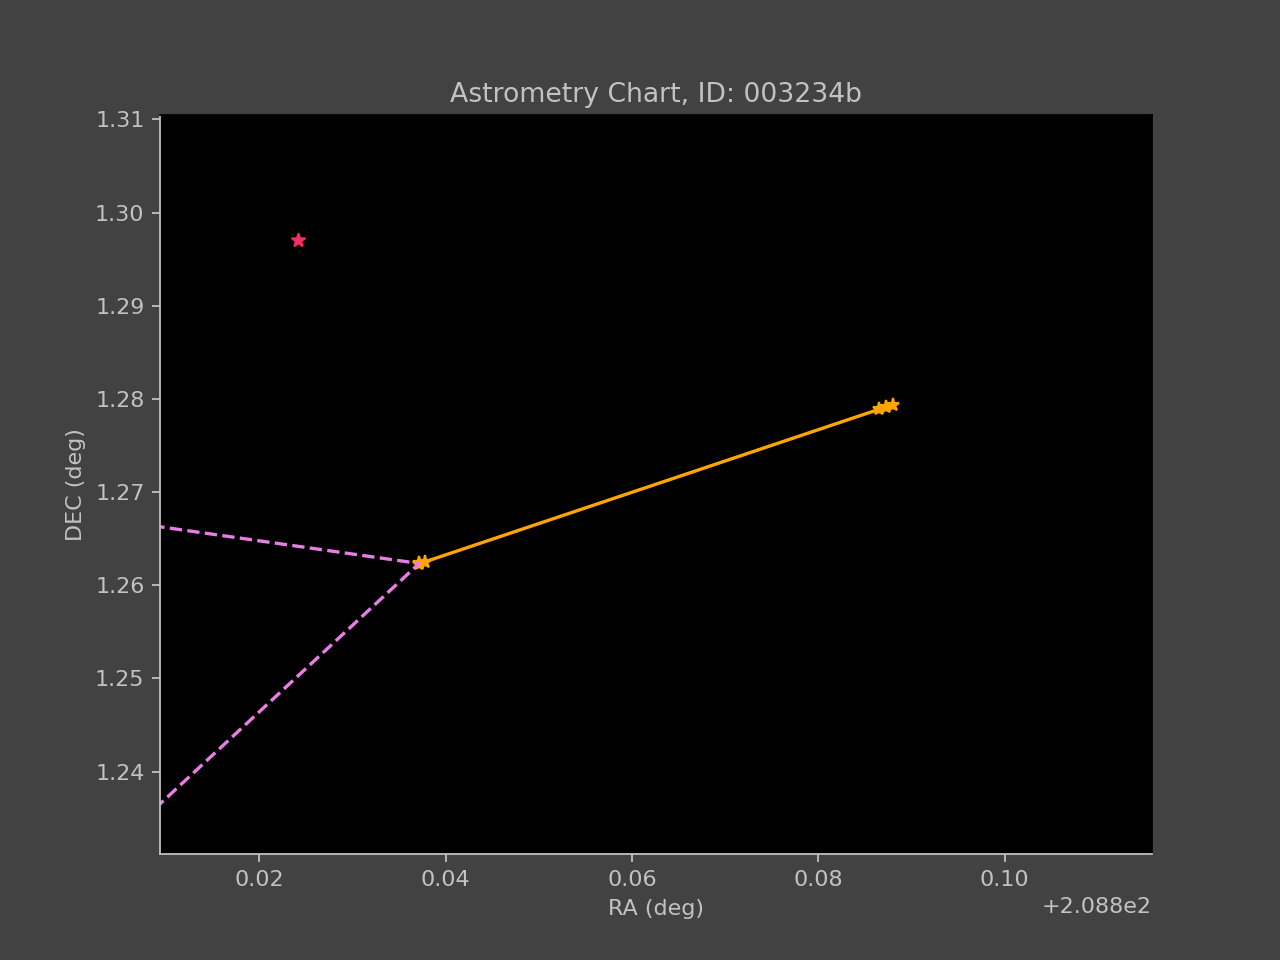 Astrometry Chart, ID: 003234b
1.31
1.30
1.29
1.28
1.27
1.26
1.25
1.24
DEC (deg)
0.02 0.04 0.06 0.08 0.10
RA (deg)
+2.088e2